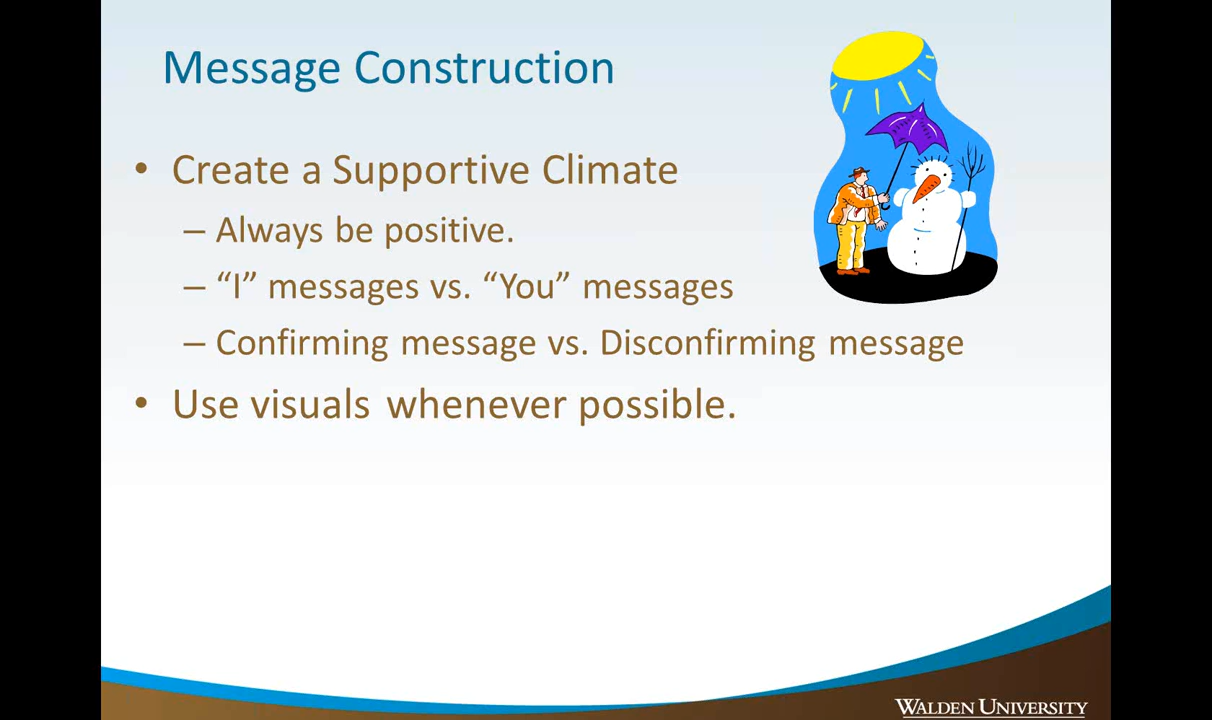 Message Construction
• Create a Supportive Climate
– Always be positive.
– “I” messages vs. “You” messages
– Confirming message vs. Disconfirming message
• Use visuals whenever possible.
WALDEN UNIVERSITY